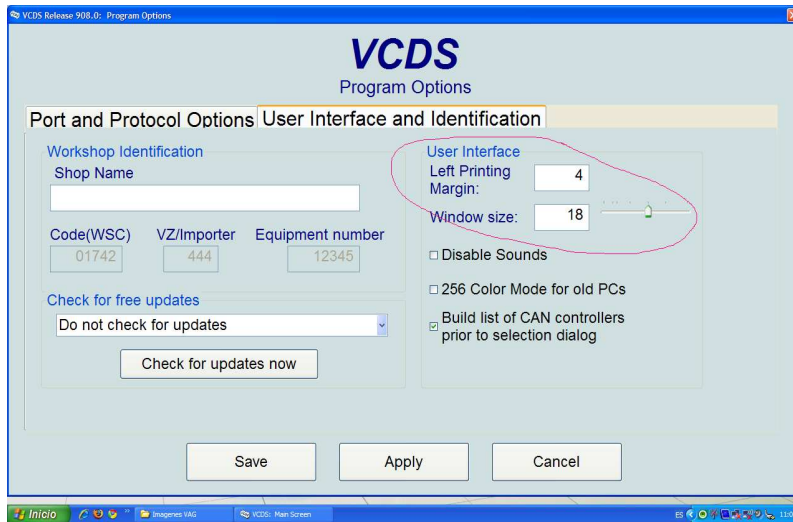 VCDS Release 908.0: Program Options
VCDS
Program Options
Port and Protocol Options
User Interface and Identification
Workshop Identification
Shop Name
Code(WSC)
VZ/Importer
Equipment number
01742
444
12345
Check for free updates
Do not check for updates
Check for updates now
User Interface
Left Printing
Margin:
4
Window size:
18
Disable Sounds
256 Color Mode for old PCs
Build list of CAN controllers
prior to selection dialog
Save
Apply
Cancel
Inicio
Imagenes VAG
VCDS: Main Screen
ES